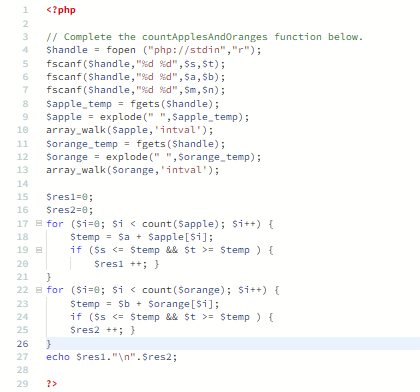 1 <?php
2
3 // Complete the countApplesAndOranges function below.
4 $handle = fopen ("php://stdin","r");
5 fscanf($handle,"%d %d",$s,$t);
6 fscanf($handle,"%d %d",$a,$b);
7 fscanf($handle,"%d %d",$m,$n);
8 $apple_temp = fgets($handle);
9 $apple = explode(" ",$apple_temp);
10 array_walk($apple,'intval');
11 $orange_temp = fgets($handle);
12 $orange = explode(" ",$orange_temp);
13 array_walk($orange,'intval');
14
15 $res1=0;
16 $res2=0;
17 for ($i=0; $i < count($apple); $i++) {
18 $temp = $a + $apple[$i];
19 if ($s <= $temp && $t >= $temp ) {
20 $res1 ++; }
21 }
22 for ($i=0; $i < count($orange); $i++) {
23 $temp = $b + $orange[$i];
24 if ($s <= $temp && $t >= $temp ) {
25 $res2 ++; }
26 }
27 echo $res1."\n".$res2;
28
29 ?>